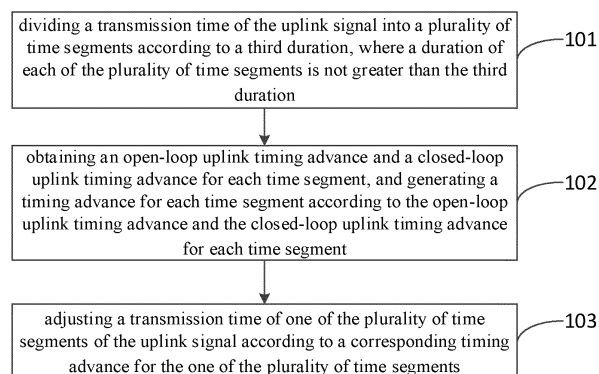 dividing a transmission time of the uplink signal into a plurality of
time segments according to a third duration, where a duration of
each of the plurality of time segments is not greater than the third
duration
101
obtaining an open-loop uplink timing advance and a closed-loop
uplink timing advance for each time segment, and generating a
timing advance for each time segment according to the open-loop
uplink timing advance and the closed-loop uplink timing advance
for each time segment
102
adjusting a transmission time of one of the plurality of time
segments of the uplink signal according to a corresponding timing
advance for the one of the plurality of time segments
103